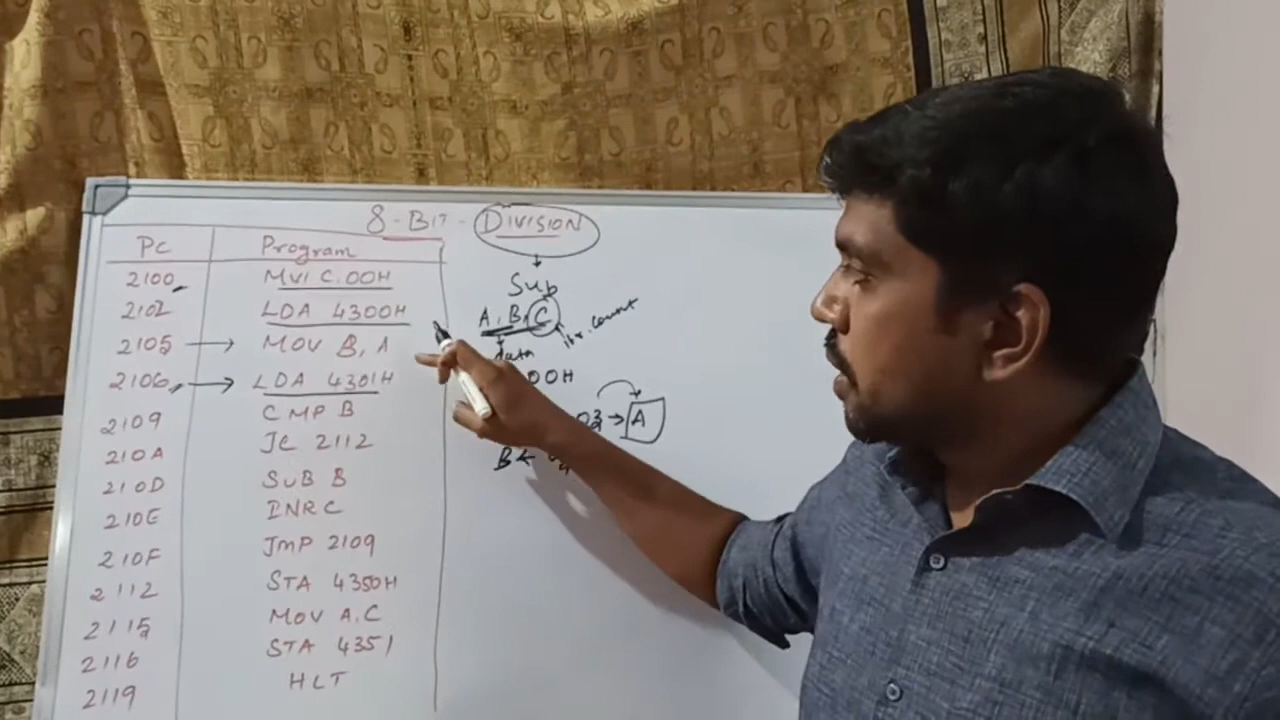 8-BIT - DIVISION
PC Program
2100 MVI C, 00H
2102 LDA 4300H
2105 → MOV B, A
2106 → LDA 4301H
2109 CMP B
210A JC 2112
210D SUB B
210E INR C
210F JMP 2109
2112 STA 4350H
2115 MOV A, C
2116 STA 4351
2119 HLT
Sub
A, B, C
count
data
00H
→ A
B ←